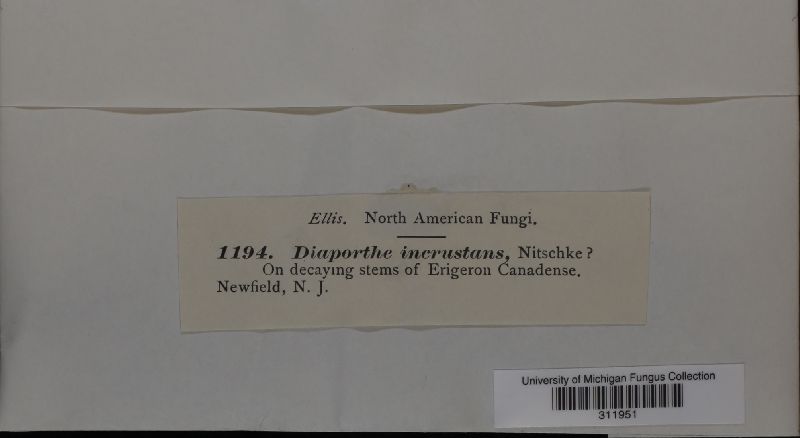 Ellis. North American Fungi.
1194. Diaporthe incrustans, Nitschke ?
On decaying stems of Erigeron Canadense.
Newfield, N. J.
University of Michigan Fungus Collection
311951